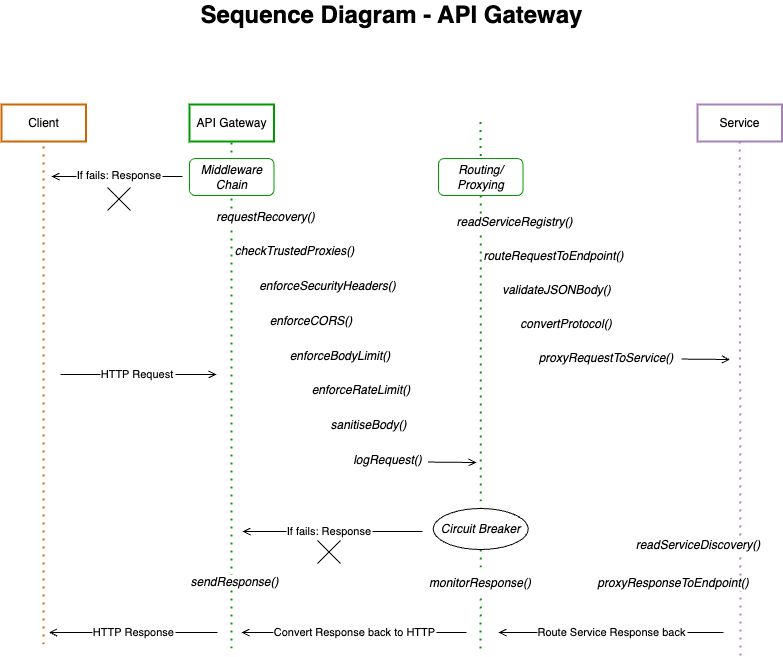 Sequence Diagram - API Gateway
Client
API Gateway
Service
If fails: Response
Middleware
Chain
Routing/
Proxying
requestRecovery()
readServiceRegistry()
checkTrustedProxies()
routeRequestToEndpoint()
enforceSecurityHeaders()
validateJSONBody()
enforceCORS()
convertProtocol()
enforceBodyLimit()
proxyRequestToService()
HTTP Request
enforceRateLimit()
sanitiseBody()
logRequest()
If fails: Response
Circuit Breaker
readServiceDiscovery()
sendResponse()
monitorResponse()
proxyResponseToEndpoint()
HTTP Response
Convert Response back to HTTP
Route Service Response back